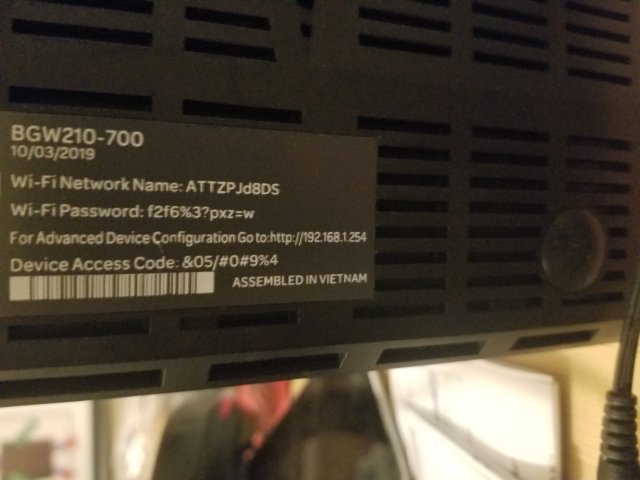 BGW210-700
10/03/2019
Wi-Fi Network Name: ATTZPJd8DS
Wi-Fi Password: f2f6%3?pxz=w
For Advanced Device Configuration Go to:http://192.168.1.254
Device Access Code: &05/#0#9%4
ASSEMBLED IN VIETNAM